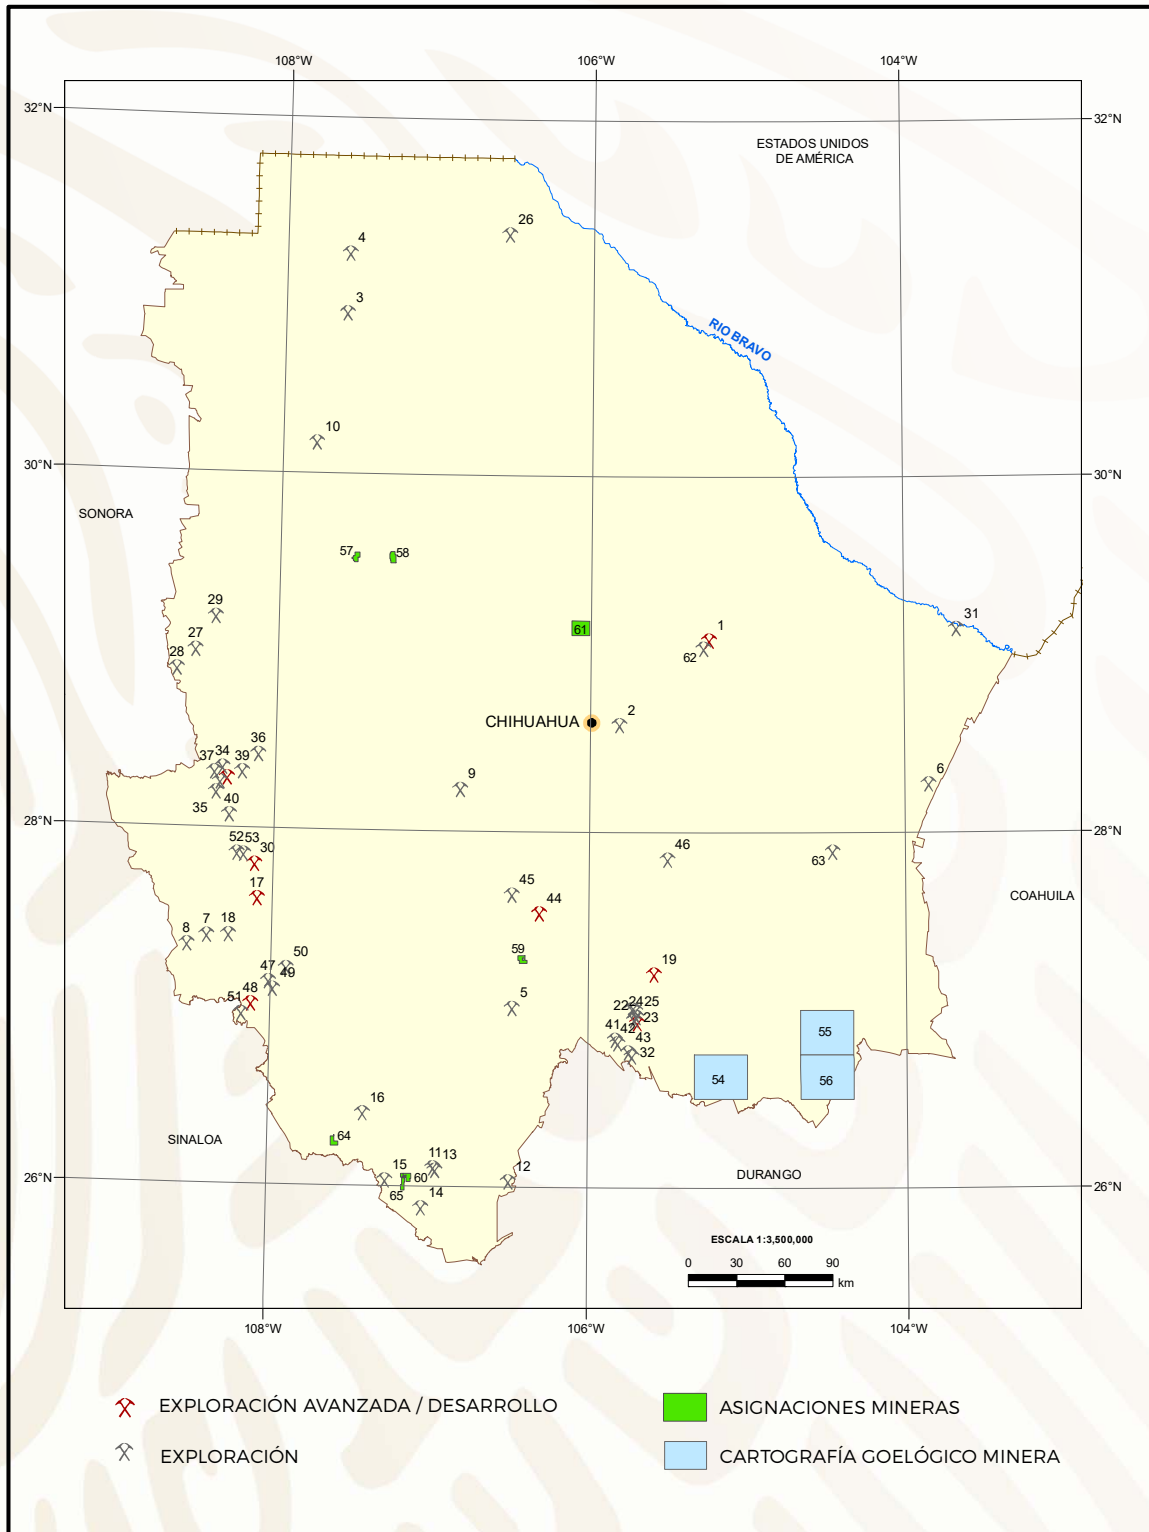 108°W
106°W
104°W
32°N
32°N
ESTADOS UNIDOS
DE AMÉRICA
26
4
3
RIO BRAVO
10
30°N
30°N
SONORA
57
58
29
31
61
1
27
62
28
2
CHIHUAHUA
36
37
34
39
9
6
35
40
28°N
28°N
52
53
30
46
63
17
45
44
COAHUILA
7
18
8
59
50
19
47
49
48
51
5
22
24
25
23
41
42
43
32
55
54
56
16
64
SINALOA
11
13
15
60
12
65
14
26°N
26°N
DURANGO
ESCALA 1:3,500,000
0
30
60
90
km
108°W
106°W
104°W
EXPLORACIÓN AVANZADA / DESARROLLO
ASIGNACIONES MINERAS
EXPLORACIÓN
CARTOGRAFÍA GOELÓGICO MINERA